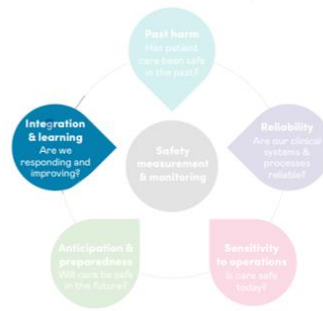 Past harm
Has patient
care been safe
in the past?
Integration
& learning
Are we
responding and
improving?
Reliability
Are our clinical
systems &
processes
reliable?
Safety
measurement
& monitoring
Anticipation &
preparedness
Will care be safe
in the future?
Sensitivity
to operations
Is care safe
today?